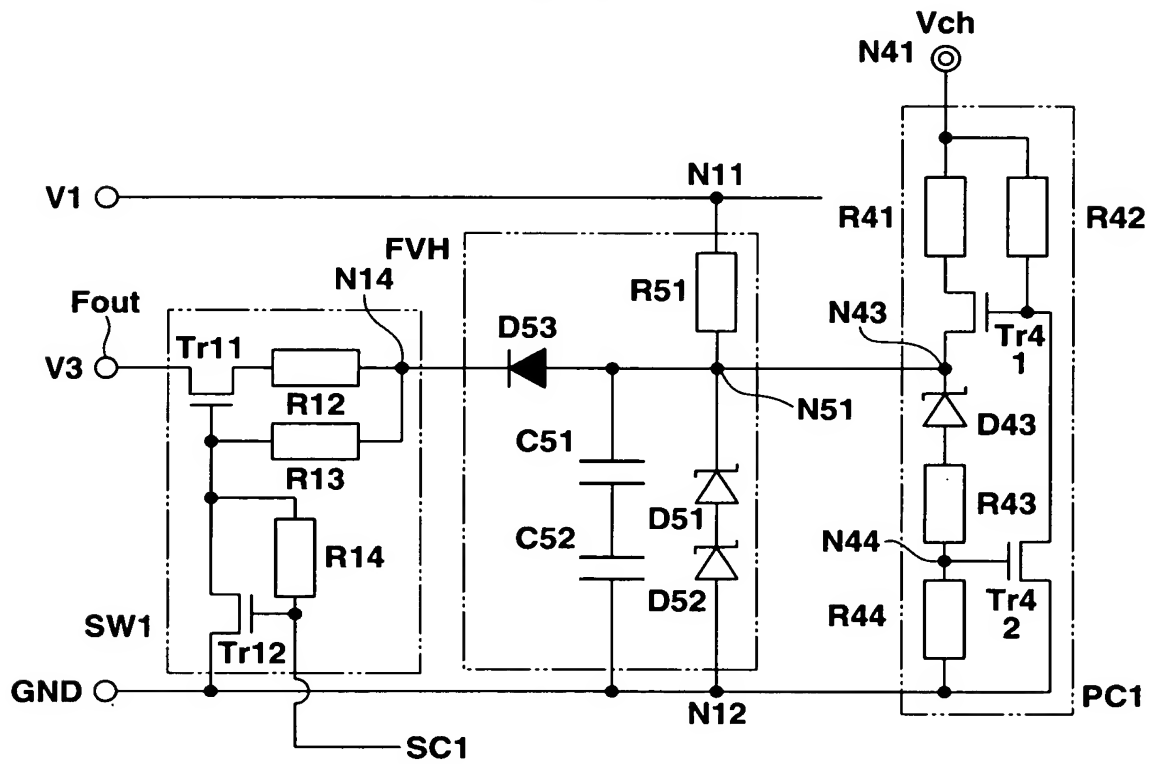 Vch
N41
V1
N11
R41
R42
FVH
N14
R51
N43
Fout
D53
Tr4
1
Tr11
V3
R12
N51
D43
C51
R13
R43
D51
C52
N44
R14
D52
Tr4
2
R44
SW1
Tr12
GND
N12
PC1
SC1